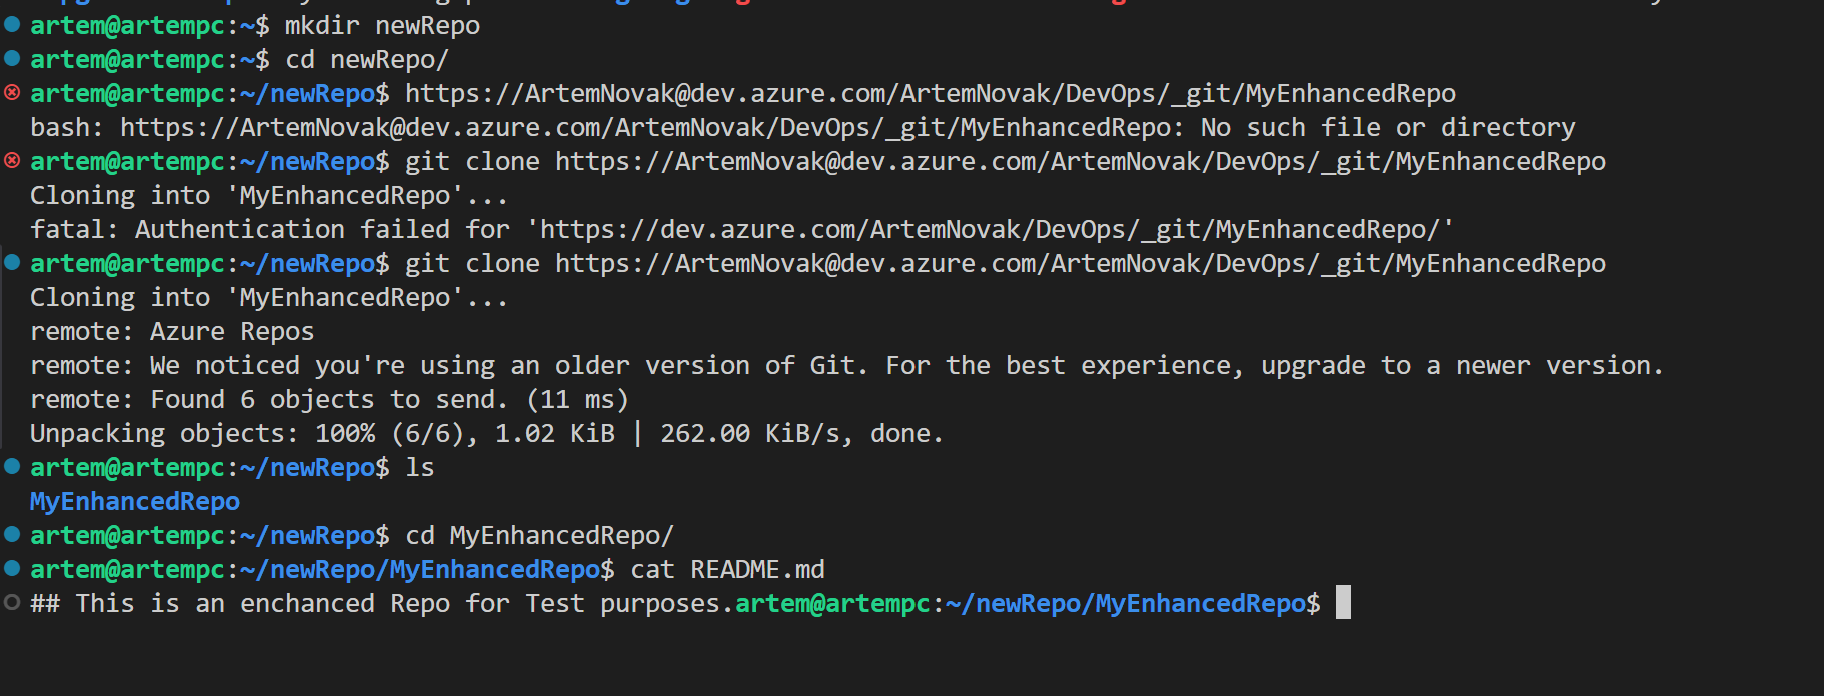 artem@artempc:~$ mkdir newRepo
artem@artempc:~$ cd newRepo/
artem@artempc:~/newRepo$ https://ArtemNovak@dev.azure.com/ArtemNovak/DevOps/_git/MyEnhancedRepo
bash: https://ArtemNovak@dev.azure.com/ArtemNovak/DevOps/_git/MyEnhancedRepo: No such file or directory
artem@artempc:~/newRepo$ git clone https://ArtemNovak@dev.azure.com/ArtemNovak/DevOps/_git/MyEnhancedRepo
Cloning into 'MyEnhancedRepo'...
fatal: Authentication failed for 'https://dev.azure.com/ArtemNovak/DevOps/_git/MyEnhancedRepo/'
artem@artempc:~/newRepo$ git clone https://ArtemNovak@dev.azure.com/ArtemNovak/DevOps/_git/MyEnhancedRepo
Cloning into 'MyEnhancedRepo'...
remote: Azure Repos
remote: We noticed you're using an older version of Git. For the best experience, upgrade to a newer version.
remote: Found 6 objects to send. (11 ms)
Unpacking objects: 100% (6/6), 1.02 KiB | 262.00 KiB/s, done.
artem@artempc:~/newRepo$ ls
MyEnhancedRepo
artem@artempc:~/newRepo$ cd MyEnhancedRepo/
artem@artempc:~/newRepo/MyEnhancedRepo$ cat README.md
## This is an enchanced Repo for Test purposes.artem@artempc:~/newRepo/MyEnhancedRepo$